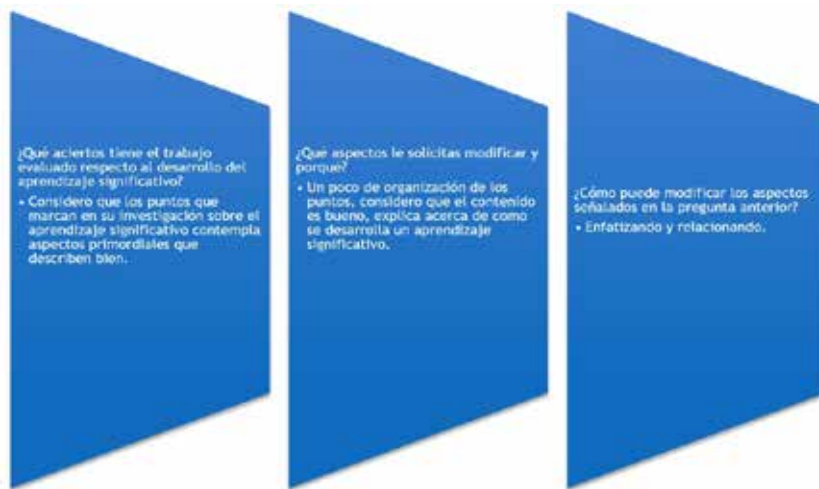 ¿Qué aciertos tiene el trabajo
evaluado respecto al desarrollo del
aprendizaje significativo?
• Considero que los puntos que
marcan en su investigación sobre el
aprendizaje significativo contempla
aspectos primordiales que
describen bien.
¿Qué aspectos le solicitas modificar y
porque?
• Un poco de organización de los
puntos, considero que el contenido
es bueno, explica acerca de como
se desarrolla un aprendizaje
significativo.
¿Cómo puede modificar los aspectos
señalados en la pregunta anterior?
• Enfatizando y relacionando.